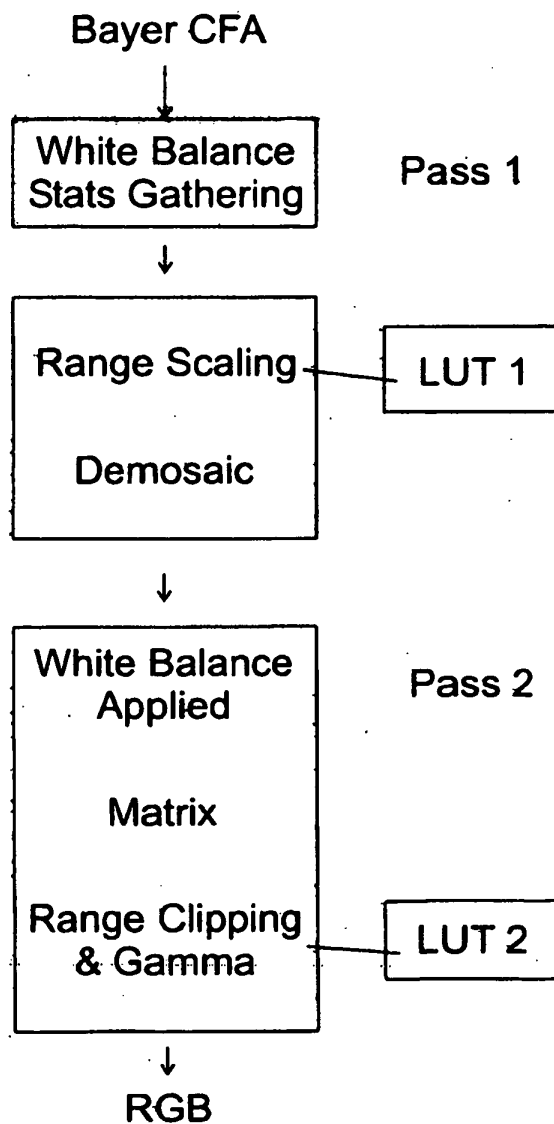 Bayer CFA
White Balance
Stats Gathering
Pass 1
Range Scaling
LUT 1
Demosaic
White Balance
Applied
Pass 2
Matrix
Range Clipping
& Gamma
LUT 2
RGB